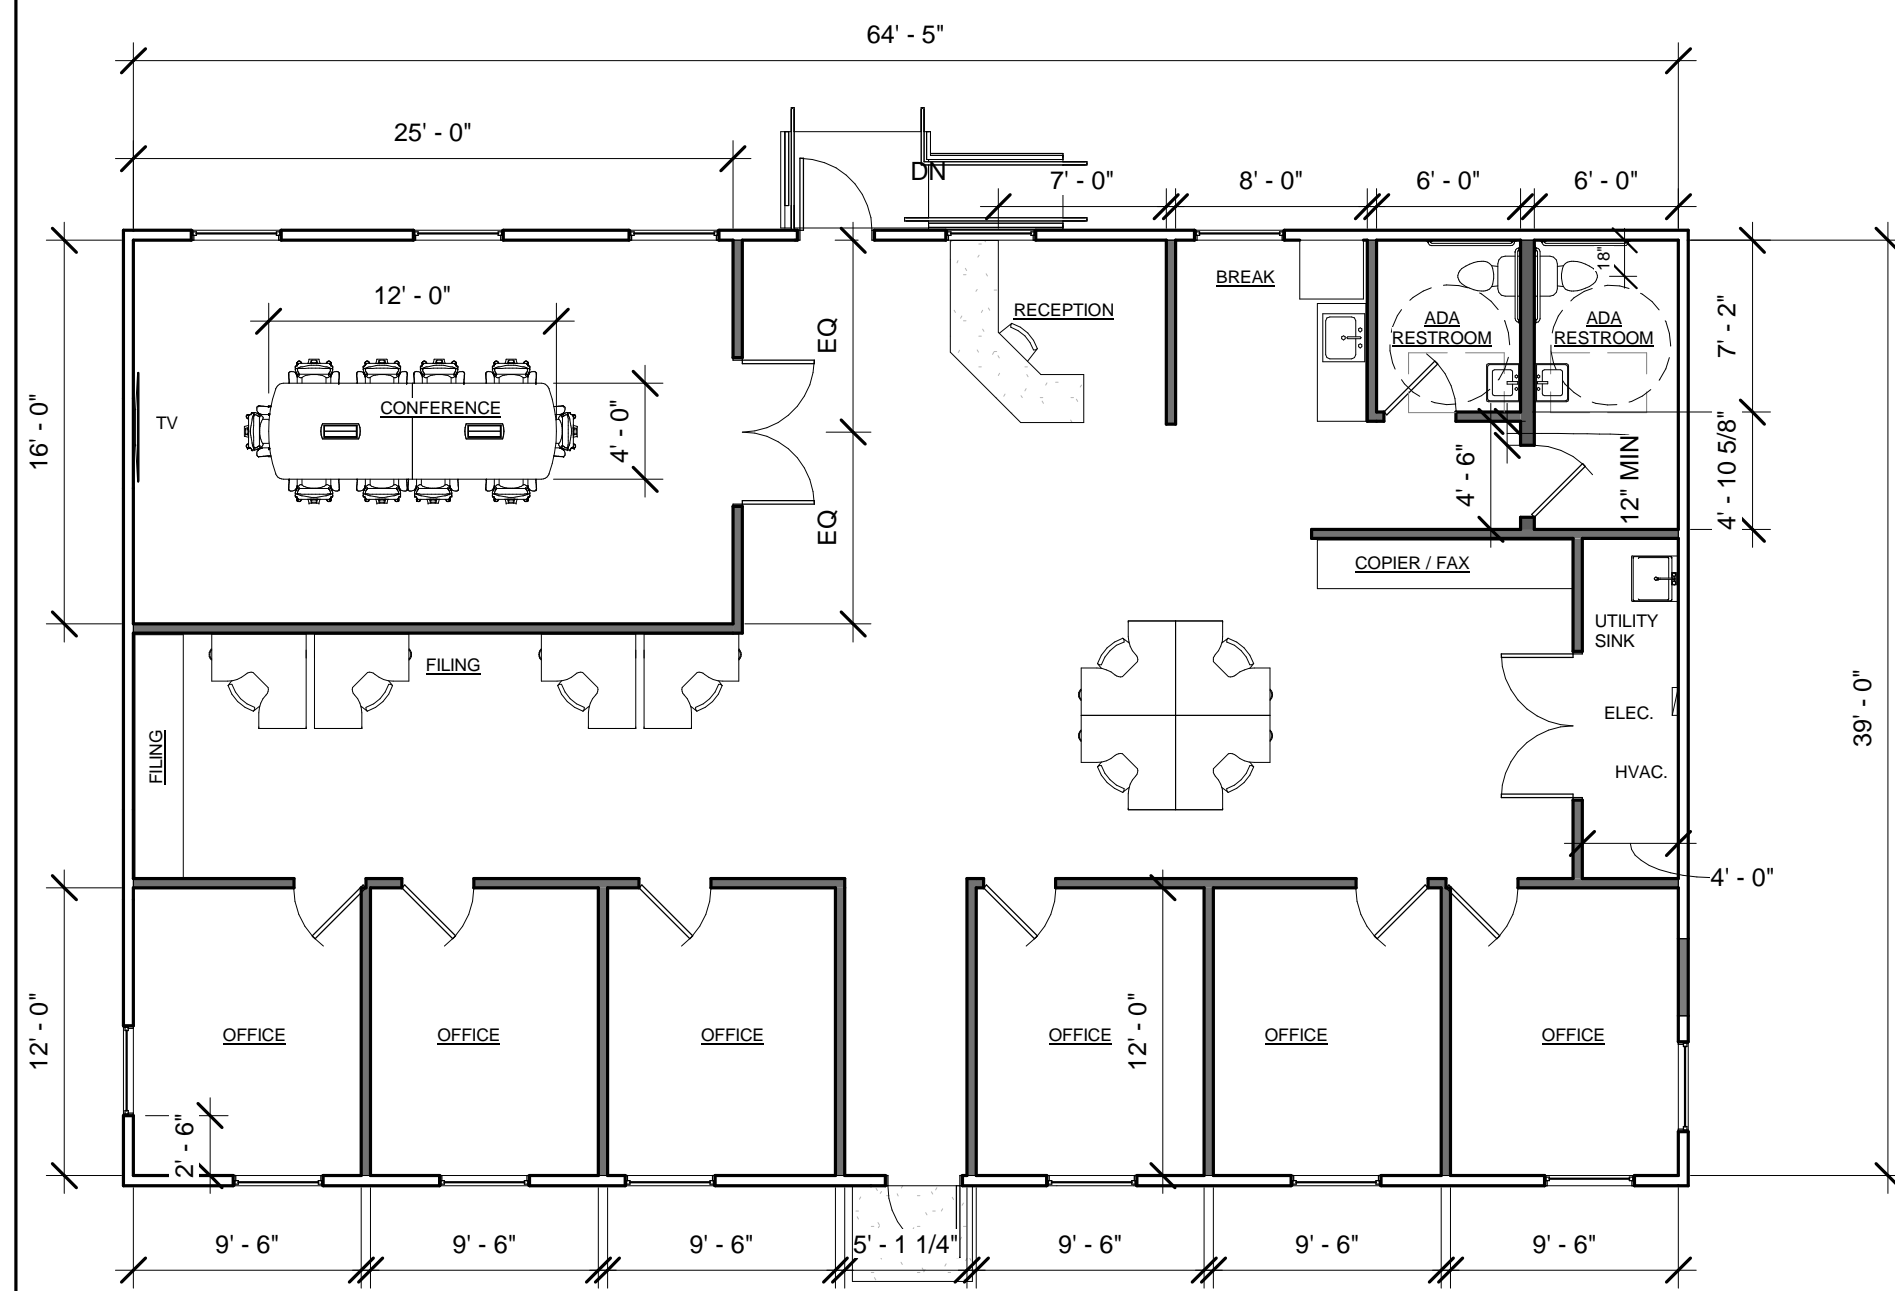 64' - 5"
25' - 0"
DN
7' - 0"
8' - 0"
6' - 0"
6' - 0"
18"
BREAK
12' - 0"
RECEPTION
EQ
ADA
RESTROOM
ADA
RESTROOM
7' - 2"
TV
CONFERENCE
4' - 0"
16' - 0"
4' - 6"
12" MIN
4' - 10 5/8"
EQ
COPIER / FAX
UTILITY
SINK
FILING
FILING
ELEC.
HVAC.
39' - 0"
4' - 0"
12' - 0"
OFFICE
OFFICE
OFFICE
OFFICE
12' - 0"
OFFICE
OFFICE
2' - 6"
9' - 6"
9' - 6"
9' - 6"
5' - 1 1/4"
9' - 6"
9' - 6"
9' - 6"